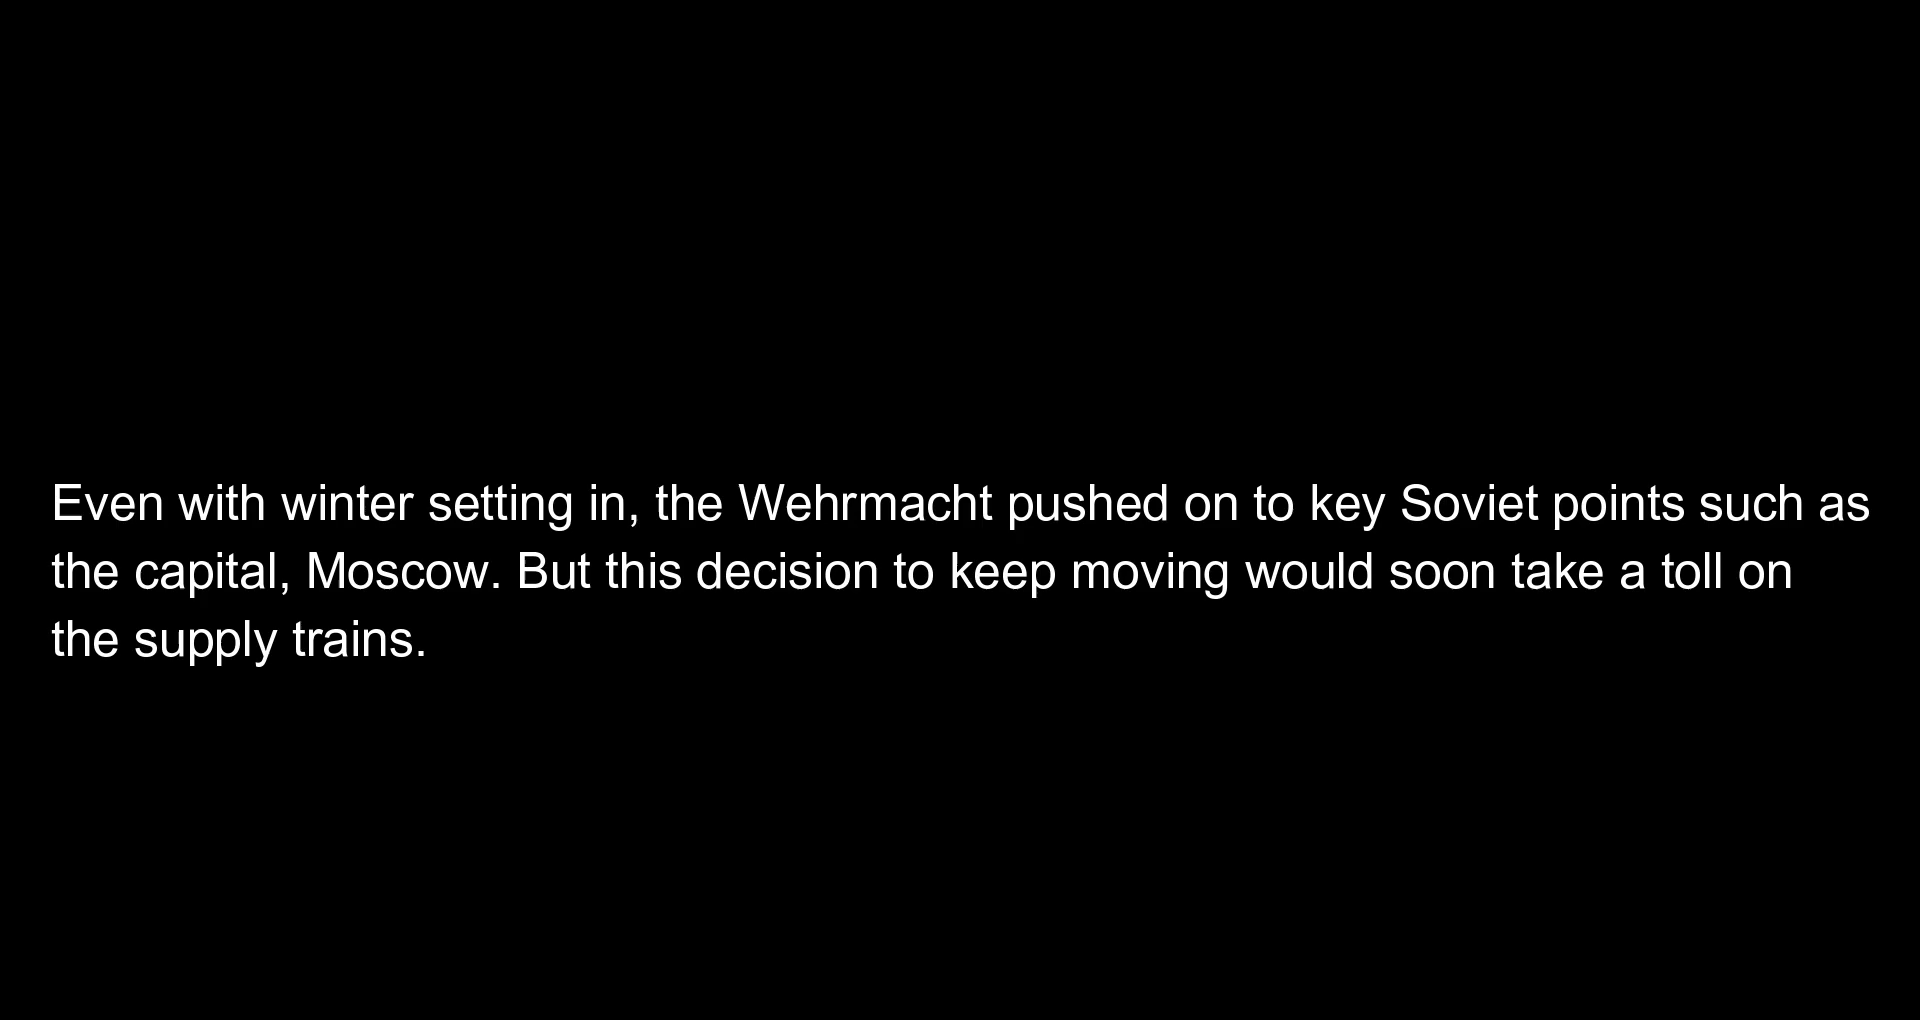 Even with winter setting in, the Wehrmacht pushed on to key Soviet points such as
the capital, Moscow. But this decision to keep moving would soon take a toll on
the supply trains.